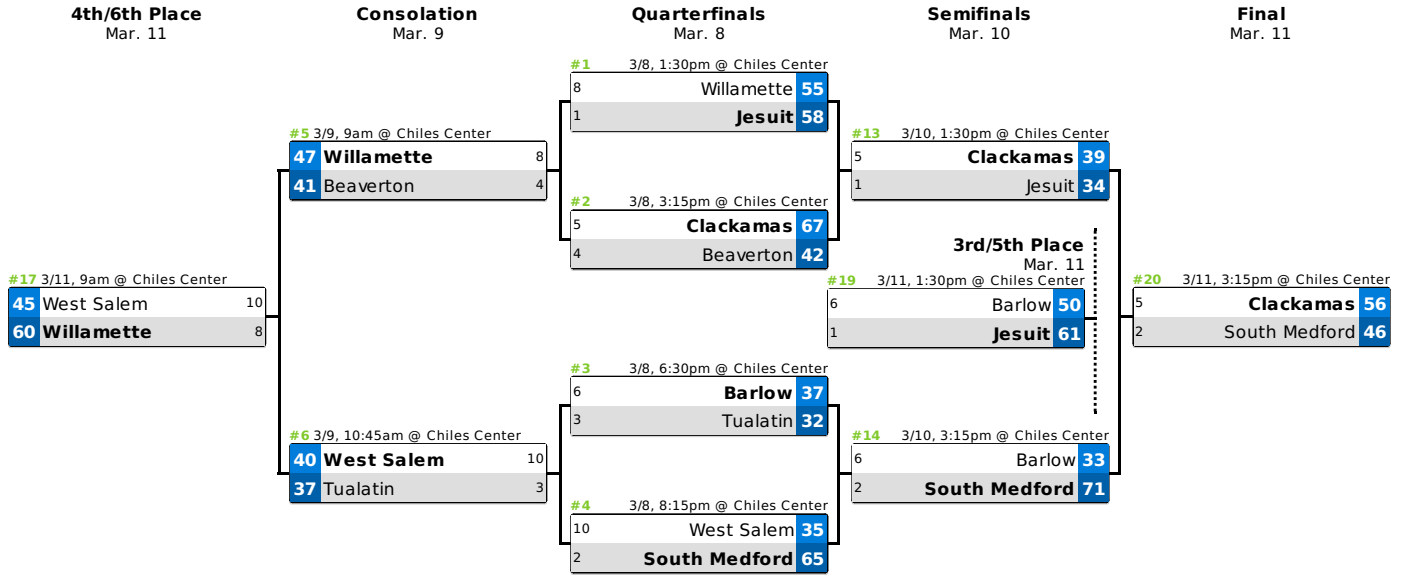 4th/6th Place
Mar. 11
Consolation
Mar. 9
Quarterfinals
Mar. 8
Semifinals
Mar. 10
Final
Mar. 11
#1 3/8, 1:30pm @ Chiles Center
8 Willamette 55
1 Jesuit 58
#5 3/9, 9am @ Chiles Center
47 Willamette 8
41 Beaverton 4
#13 3/10, 1:30pm @ Chiles Center
5 Clackamas 39
1 Jesuit 34
#2 3/8, 3:15pm @ Chiles Center
5 Clackamas 67
4 Beaverton 42
3rd/5th Place
Mar. 11
#17 3/11, 9am @ Chiles Center
45 West Salem 10
60 Willamette 8
#19 3/11, 1:30pm @ Chiles Center
6 Barlow 50
1 Jesuit 61
#20 3/11, 3:15pm @ Chiles Center
5 Clackamas 56
2 South Medford 46
#3 3/8, 6:30pm @ Chiles Center
6 Barlow 37
3 Tualatin 32
#6 3/9, 10:45am @ Chiles Center
40 West Salem 10
37 Tualatin 3
#14 3/10, 3:15pm @ Chiles Center
6 Barlow 33
2 South Medford 71
#4 3/8, 8:15pm @ Chiles Center
10 West Salem 35
2 South Medford 65